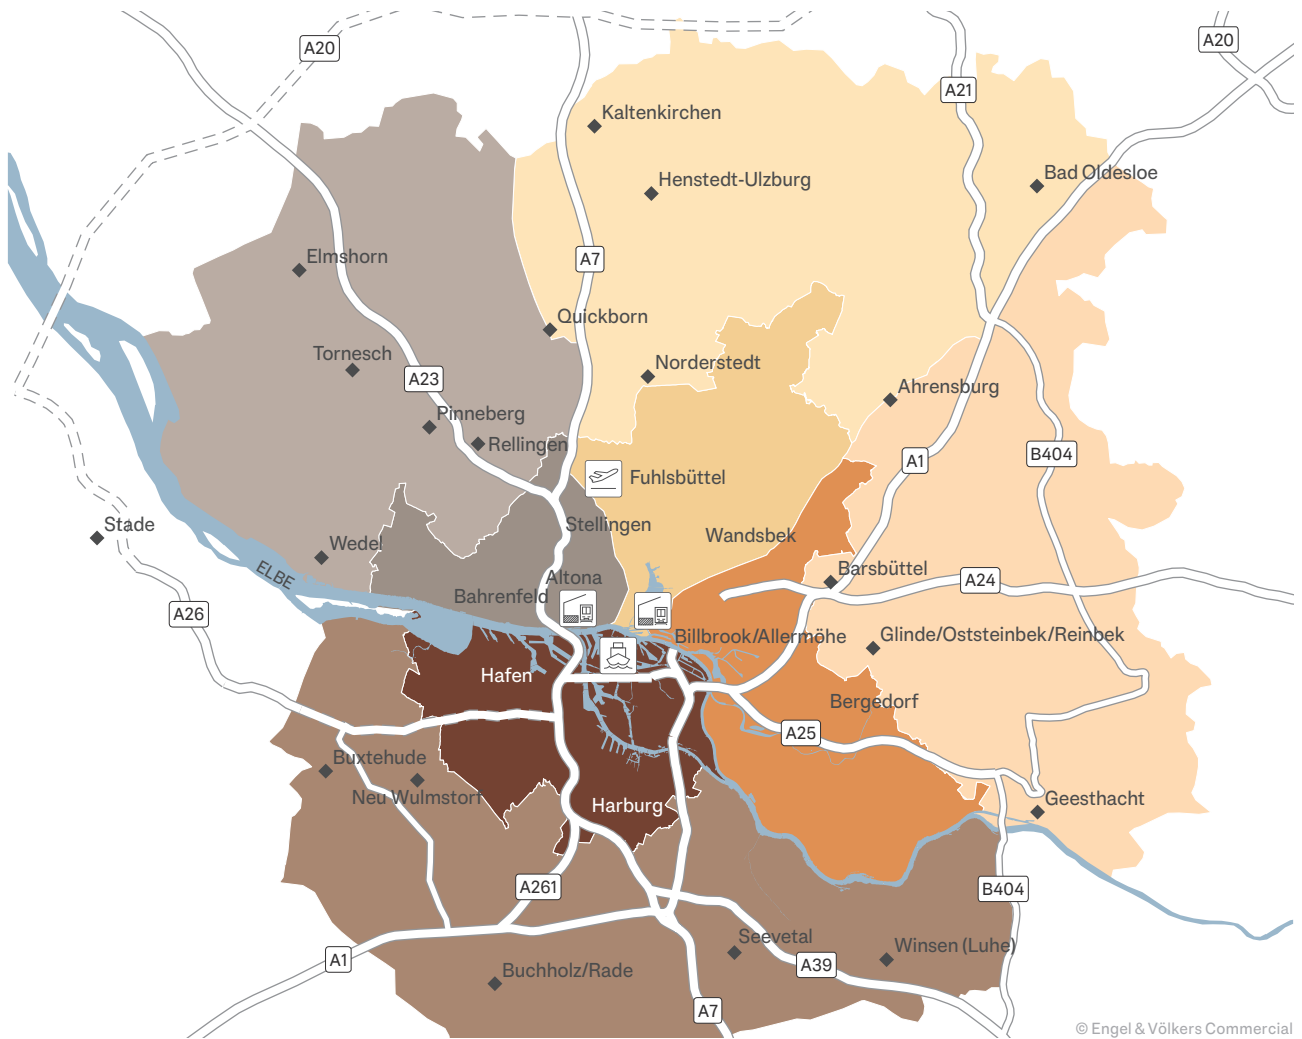 A20
A20
A21
Kaltenkirchen
Bad Oldesloe
Henstedt-Ulzburg
Elmshorn
A7
Quickborn
Tornesch
Norderstedt
A23
Ahrensburg
Pinneberg
Rellingen
A1
B404
Fuhlsbüttel
Stade
Stellingen
Wandsbek
Wedel
ELBE
Altona
Barsbüttel
A24
Bahrenfeld
A26
Billbrook/Allermöhe
Glinde/Oststeinbek/Reinbek
Hafen
Bergedorf
A25
Buxtehude
Neu Wulmstorf
Harburg
Geesthacht
A261
B404
Seevetal
Winsen (Luhe)
A1
A39
Buchholz/Rade
A7
© Engel & Völkers Commercial